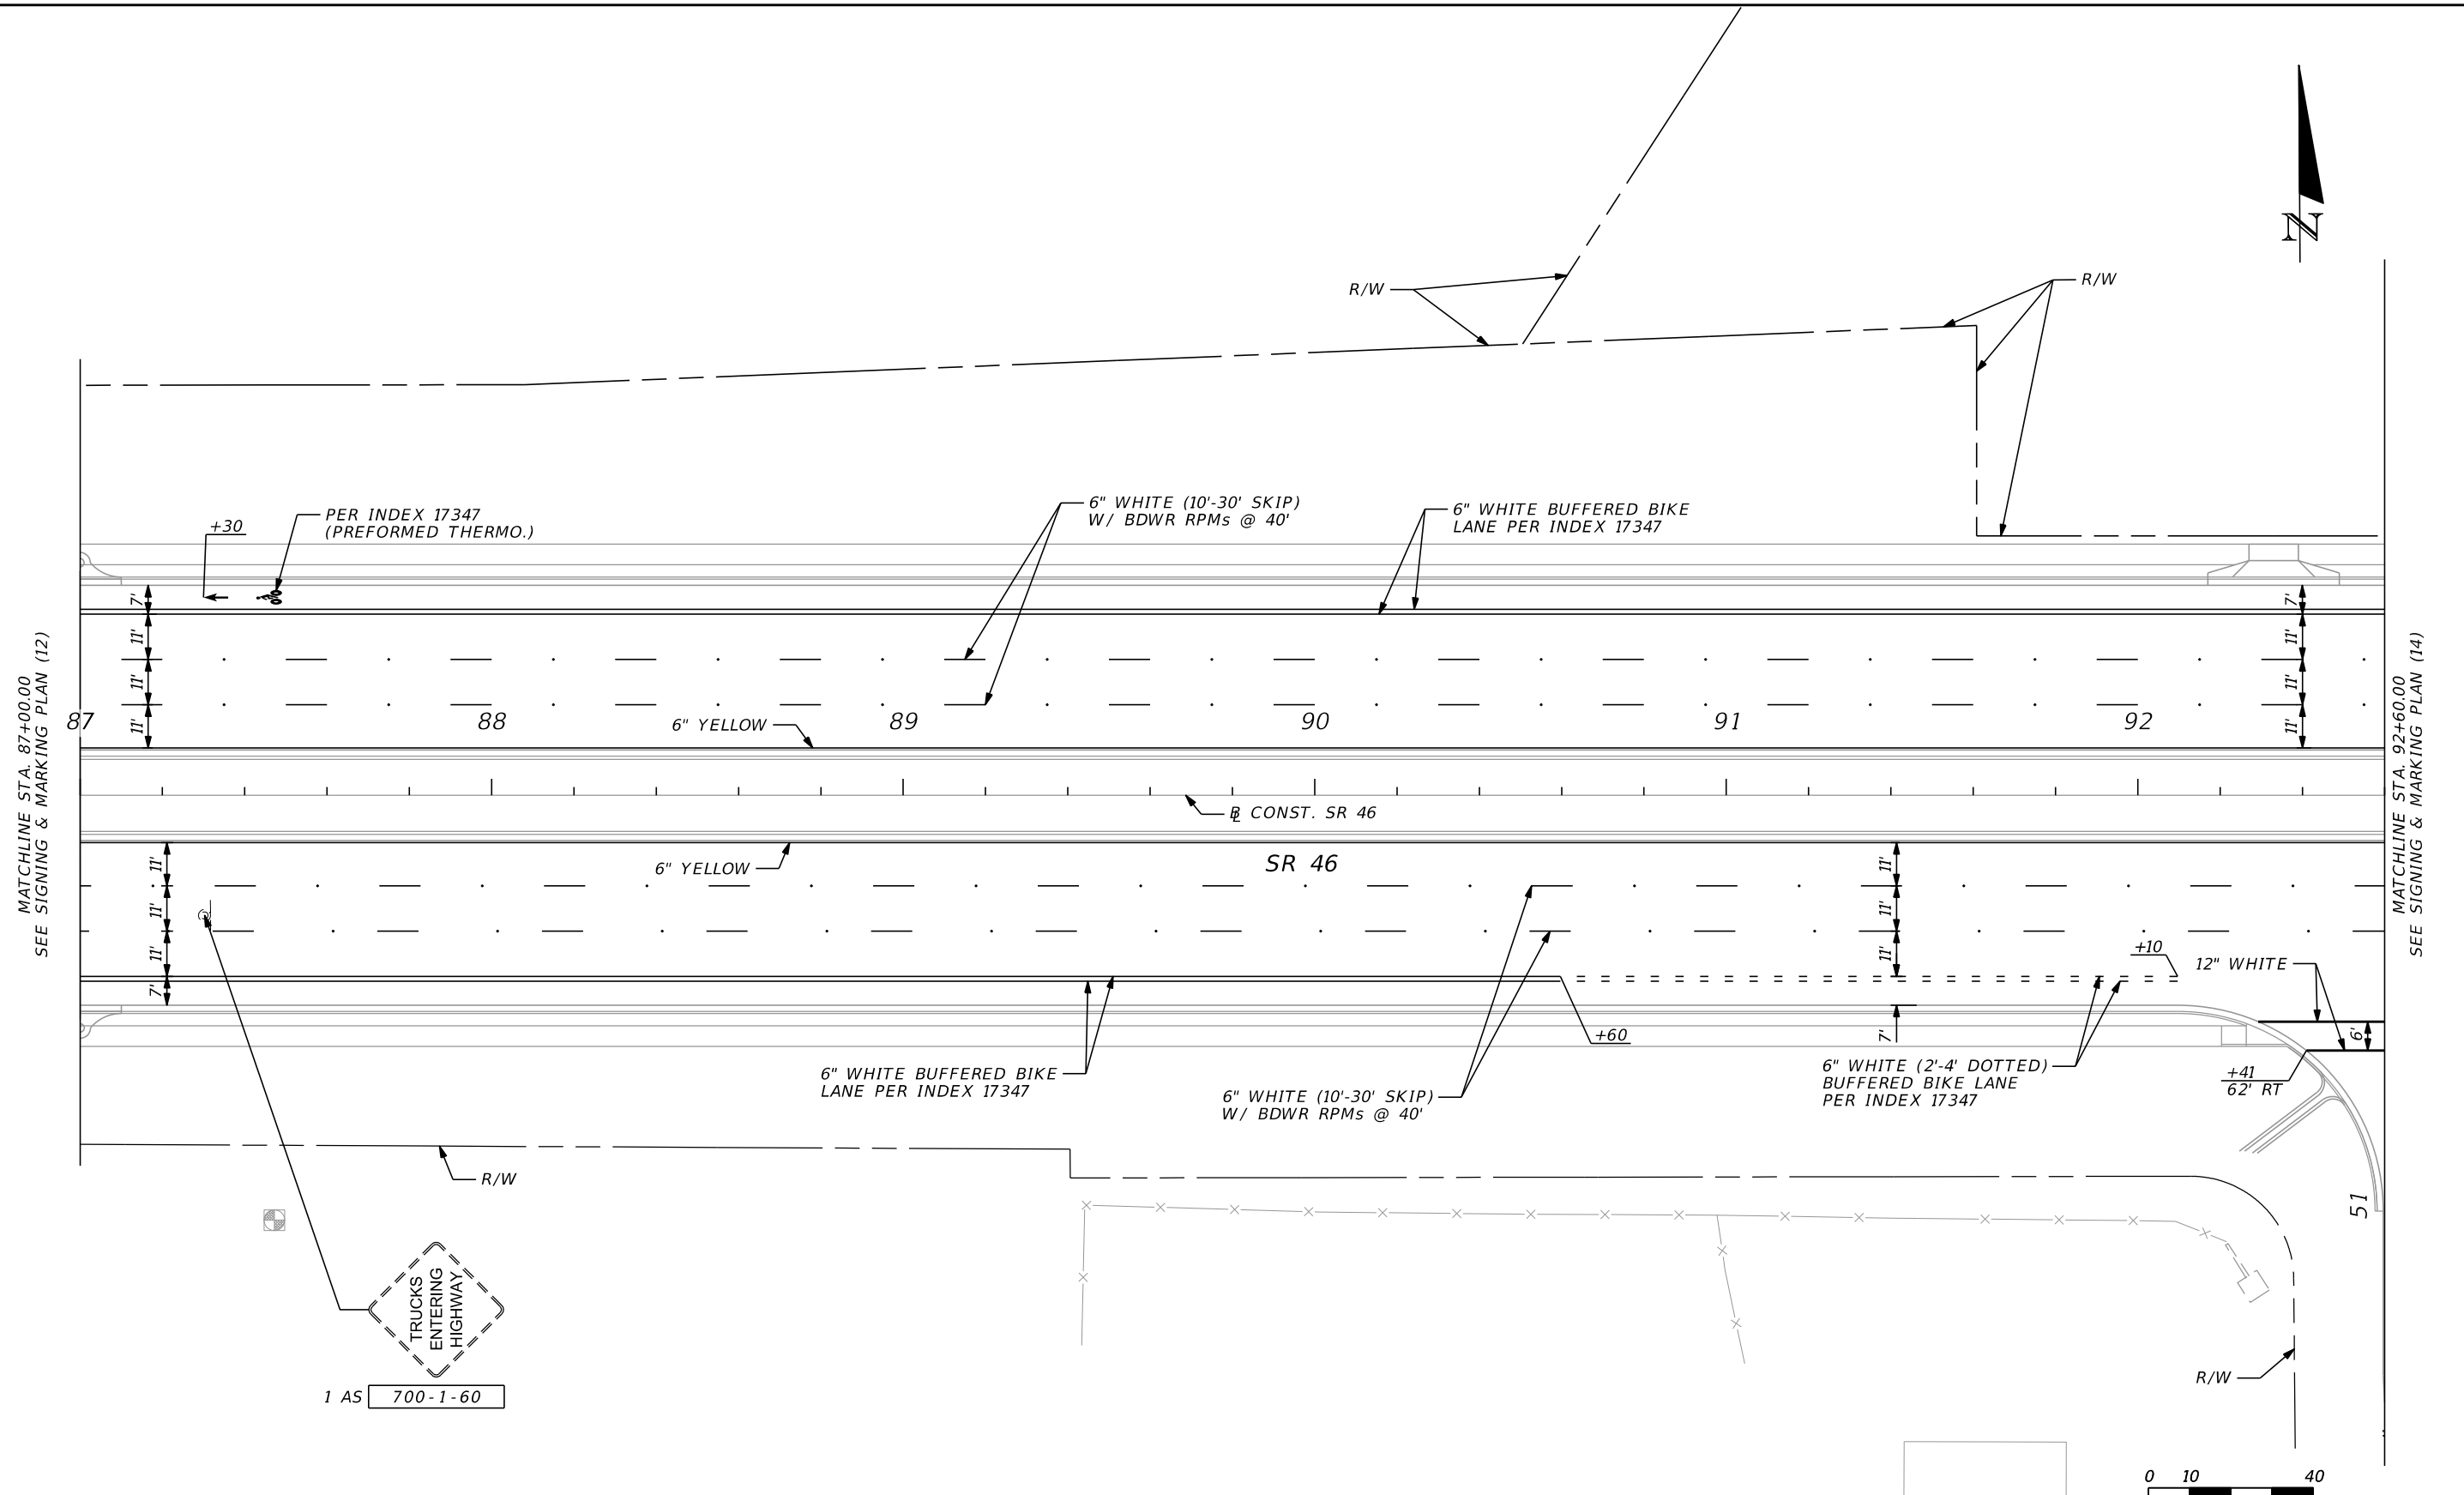 N
R/W
R/W
+30
PER INDEX 17347
(PREFORMED THERMO.)
6" WHITE (10'-30' SKIP)
W/ BDWR RPMs @ 40'
6" WHITE BUFFERED BIKE
LANE PER INDEX 17347
7'
11'
11'
11'
7'
11'
11'
11'
MATCHLINE STA. 87+00.00
SEE SIGNING & MARKING PLAN (12)
MATCHLINE STA. 92+60.00
SEE SIGNING & MARKING PLAN (14)
87
88
89
90
91
92
6" YELLOW
BL CONST. SR 46
6" YELLOW
SR 46
11'
11'
11'
7'
11'
11'
11'
7'
+10
12" WHITE
+60
6'
6" WHITE BUFFERED BIKE
LANE PER INDEX 17347
6" WHITE (10'-30' SKIP)
W/ BDWR RPMs @ 40'
6" WHITE (2'-4' DOTTED)
BUFFERED BIKE LANE
PER INDEX 17347
+41
62' RT
R/W
51
TRUCKS
ENTERING
HIGHWAY
1 AS 700-1-60
R/W
0 10 40